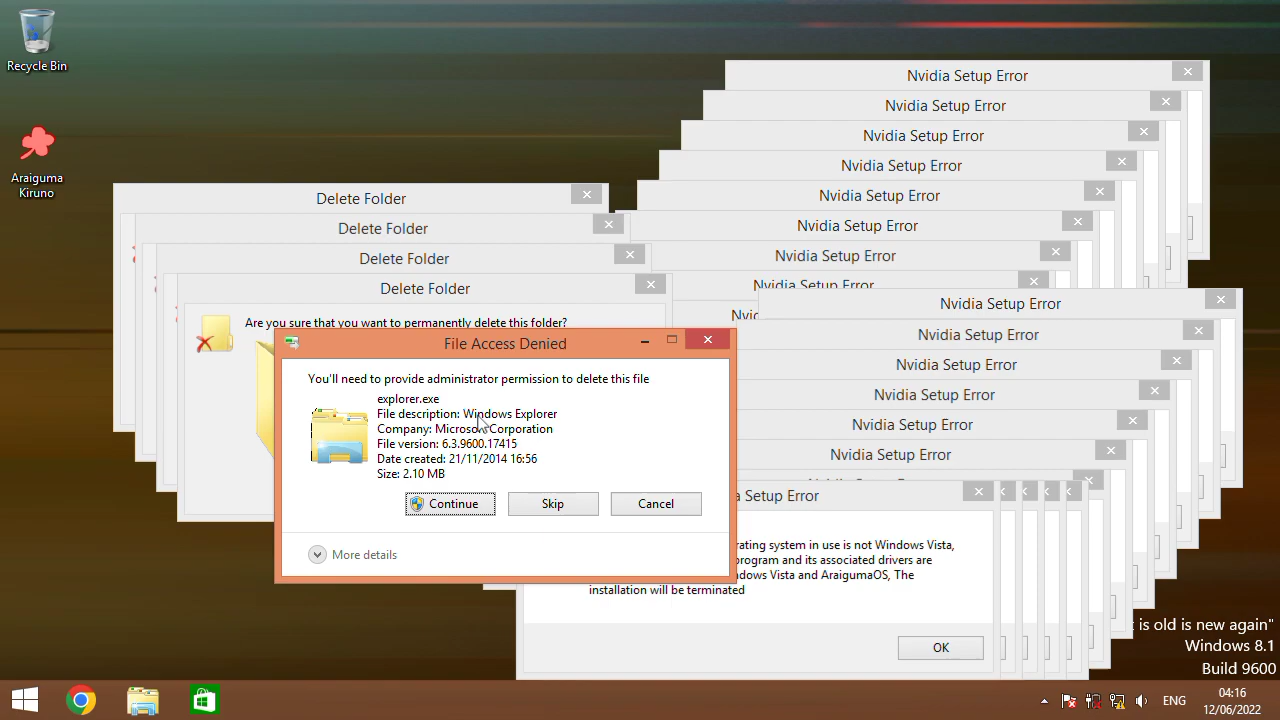 Recycle Bin
Araiguma
Kiruno
Nvidia Setup Error
Nvidia Setup Error
Nvidia Setup Error
Nvidia Setup Error
Nvidia Setup Error
Nvidia Setup Error
Nvidia Setup Error
Nvidia Setup Error
Nvi
Delete Folder
Delete Folder
Delete Folder
Delete Folder
Are you sure that you want to permanently delete this folder?
Nvidia Setup Error
Nvidia Setup Error
Nvidia Setup Error
Nvidia Setup Error
Nvidia Setup Error
Nvidia Setup Error
a Setup Error
rating system in use is not Windows Vista,
program and its associated drivers are
dows Vista and AraigumaOS, The
installation will be terminated
OK
File Access Denied
You'll need to provide administrator permission to delete this file
explorer.exe
File description: Windows Explorer
Company: Microsoft Corporation
File version: 6.3.9600.17415
Date created: 21/11/2014 16:56
Size: 2.10 MB
Continue
Skip
Cancel
More details
is old is new again"
Windows 8.1
Build 9600
ENG
04:16
12/06/2022